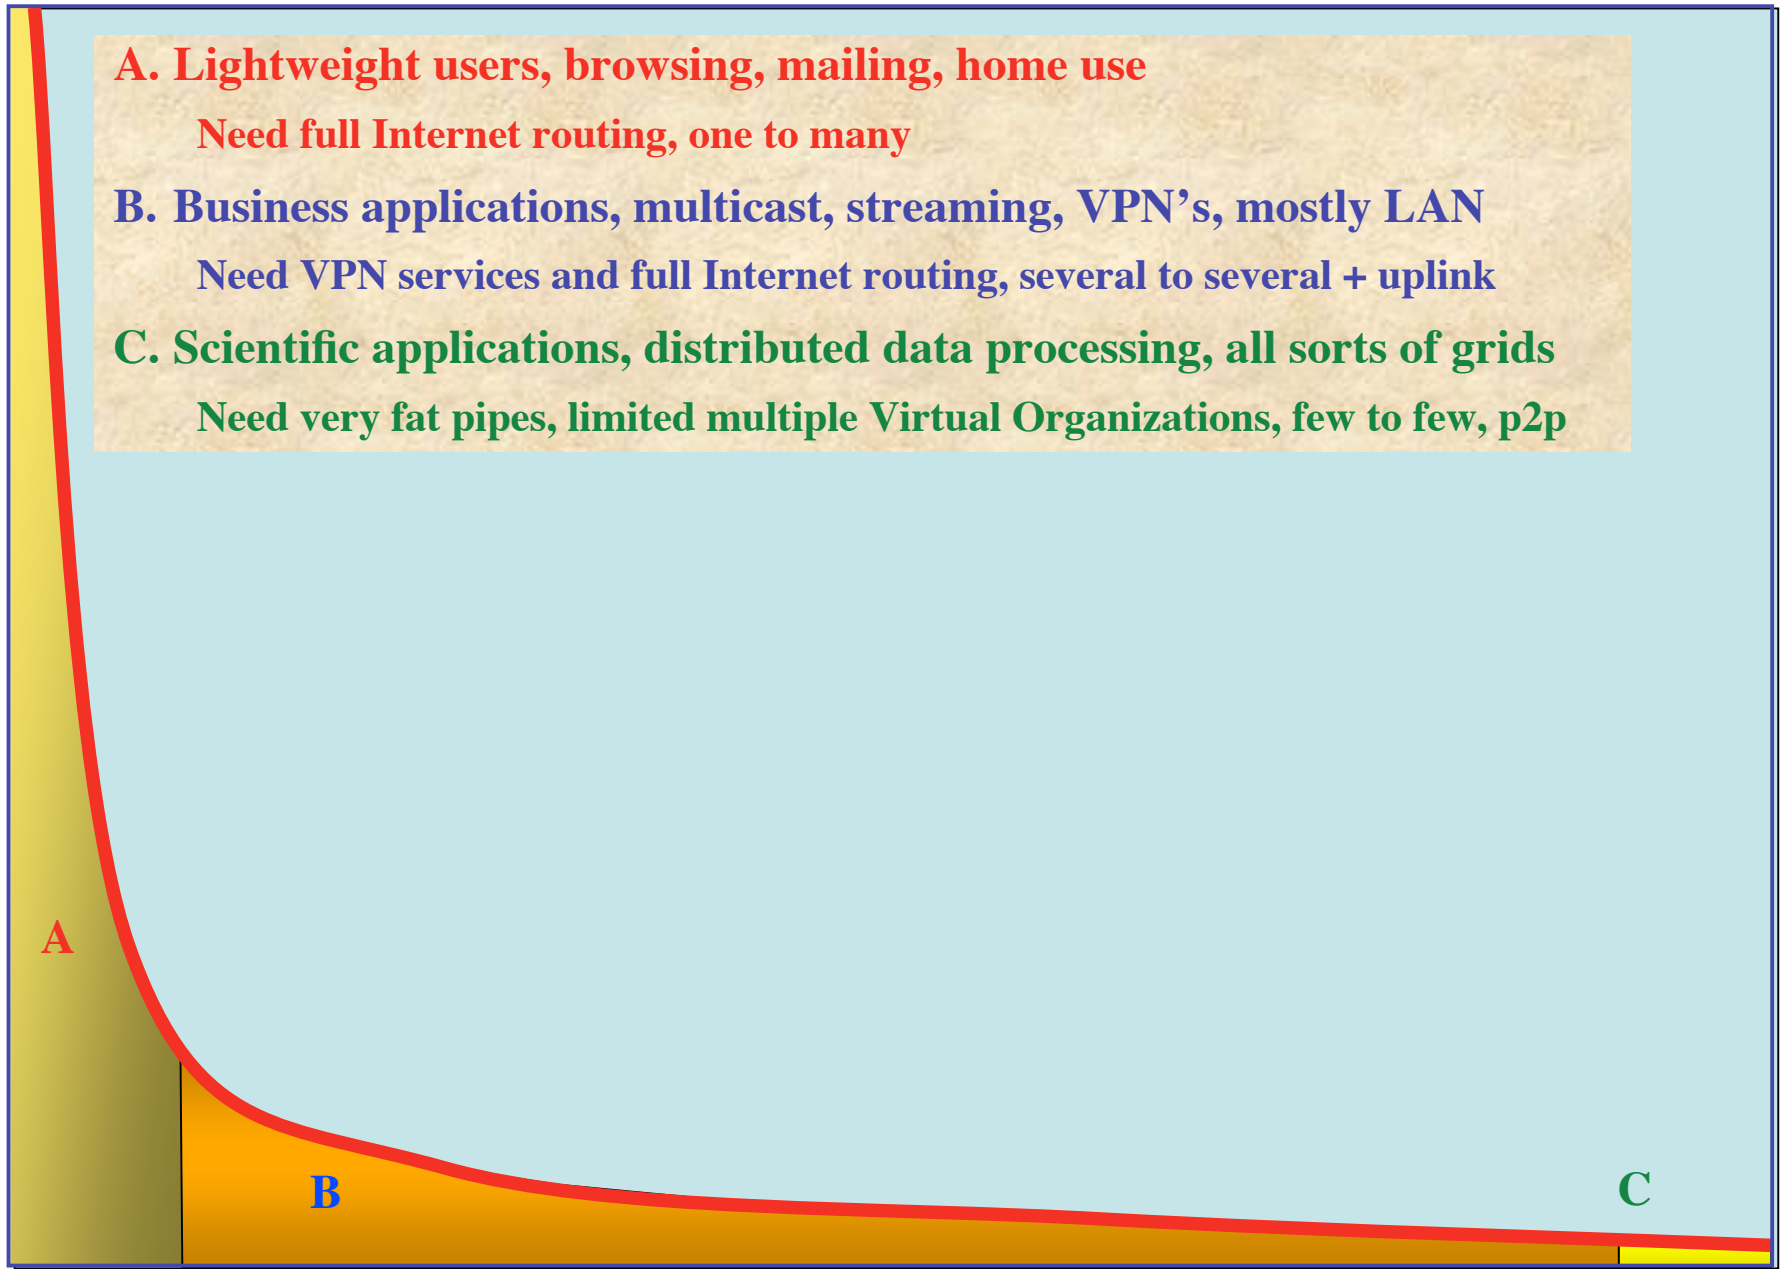 A. Lightweight users, browsing, mailing, home use
Need full Internet routing, one to many
B. Business applications, multicast, streaming, VPN’s, mostly LAN
Need VPN services and full Internet routing, several to several + uplink
C. Scientific applications, distributed data processing, all sorts of grids
Need very fat pipes, limited multiple Virtual Organizations, few to few, p2p
A
B
C